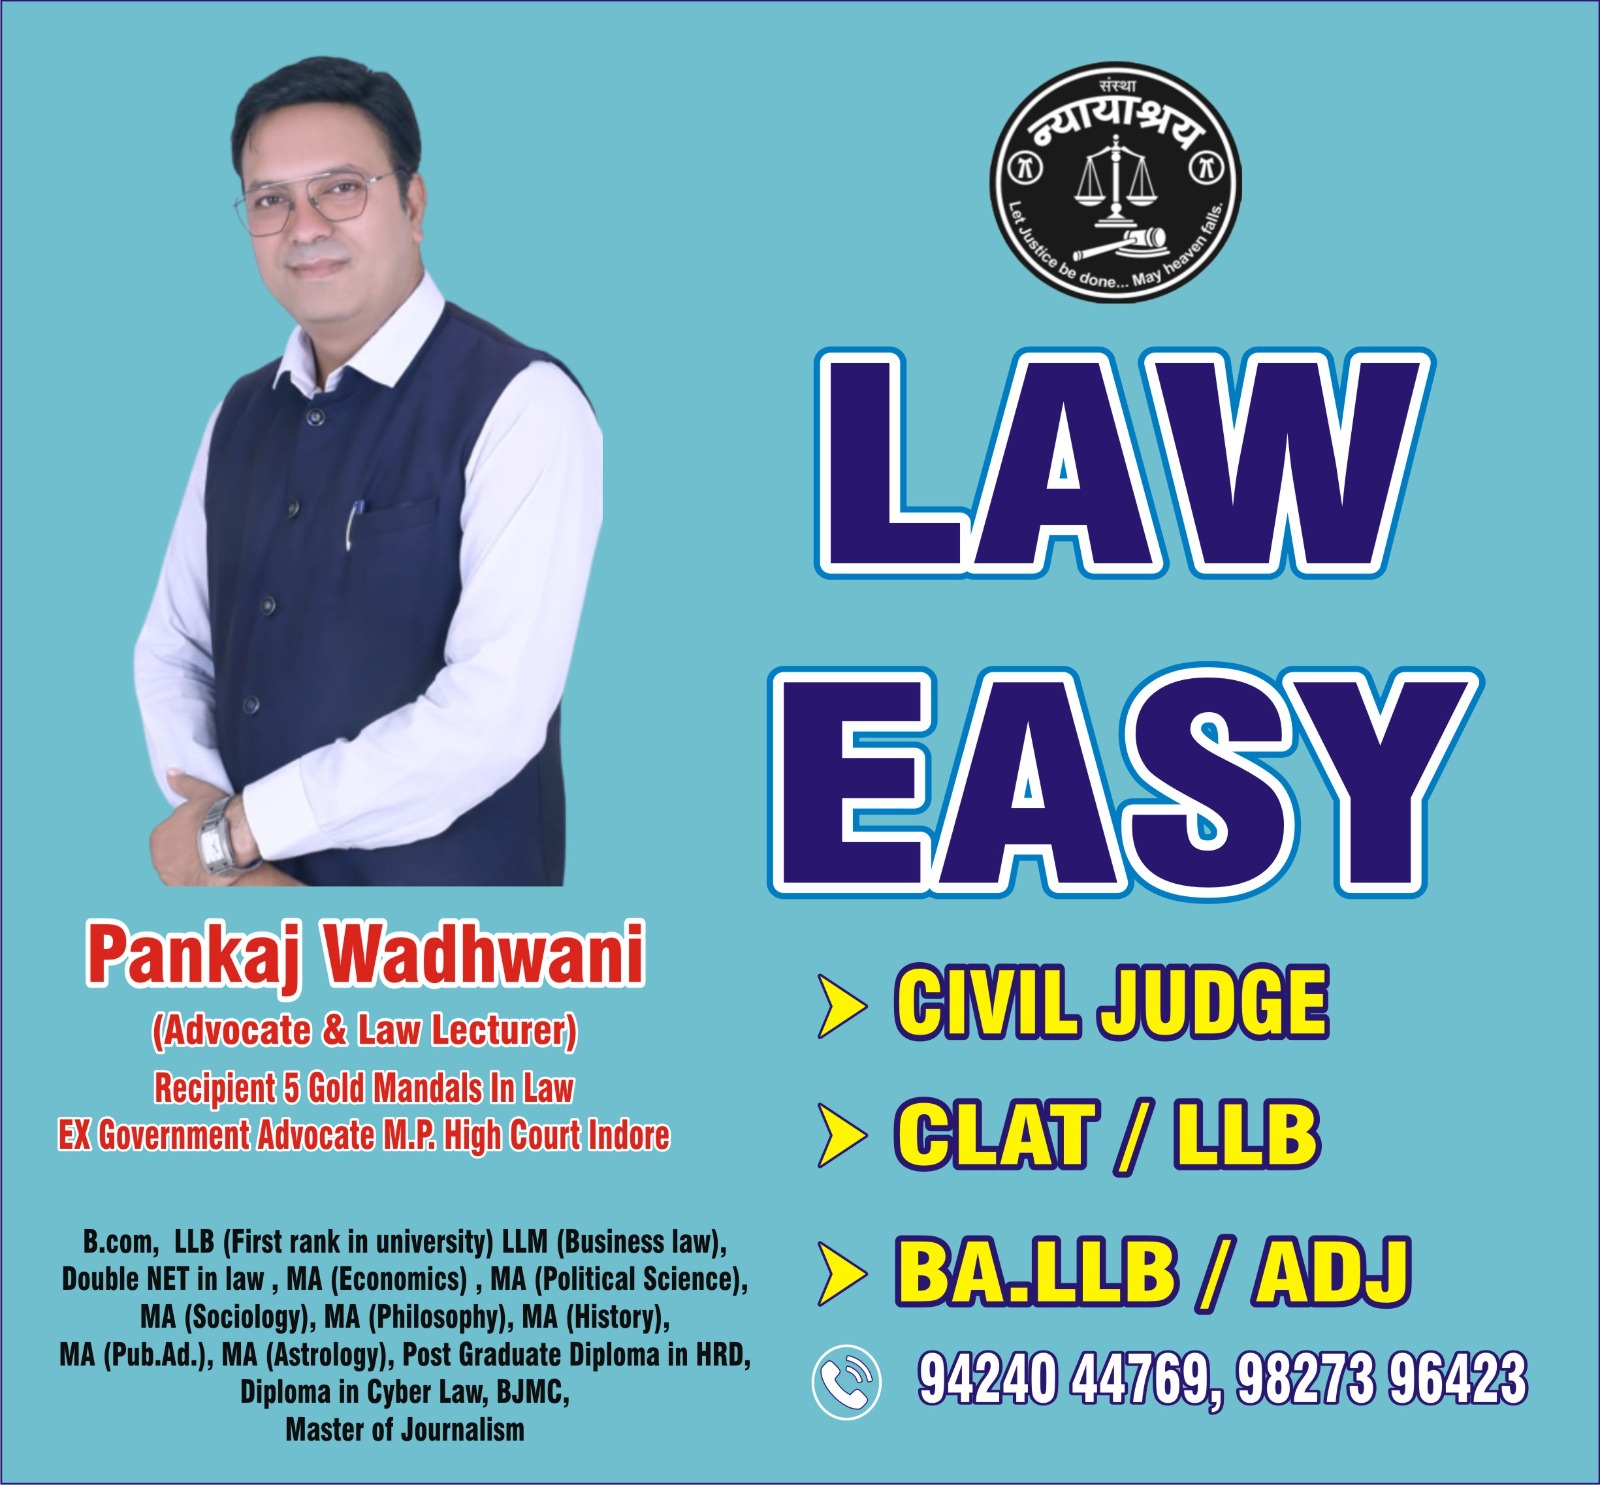 संस्था
न्यायाश्रय
Let Justice be done... May heaven falls.
LAW
EASY
Pankaj Wadhwani
(Advocate & Law Lecturer)
Recipient 5 Gold Mandals In Law
EX Government Advocate M.P. High Court Indore
B.com, LLB (First rank in university) LLM (Business law),
Double NET in law , MA (Economics) , MA (Political Science),
MA (Sociology), MA (Philosophy), MA (History),
MA (Pub.Ad.), MA (Astrology), Post Graduate Diploma in HRD,
Diploma in Cyber Law, BJMC,
Master of Journalism
CIVIL JUDGE
CLAT / LLB
BA.LLB / ADJ
94240 44769, 98273 96423